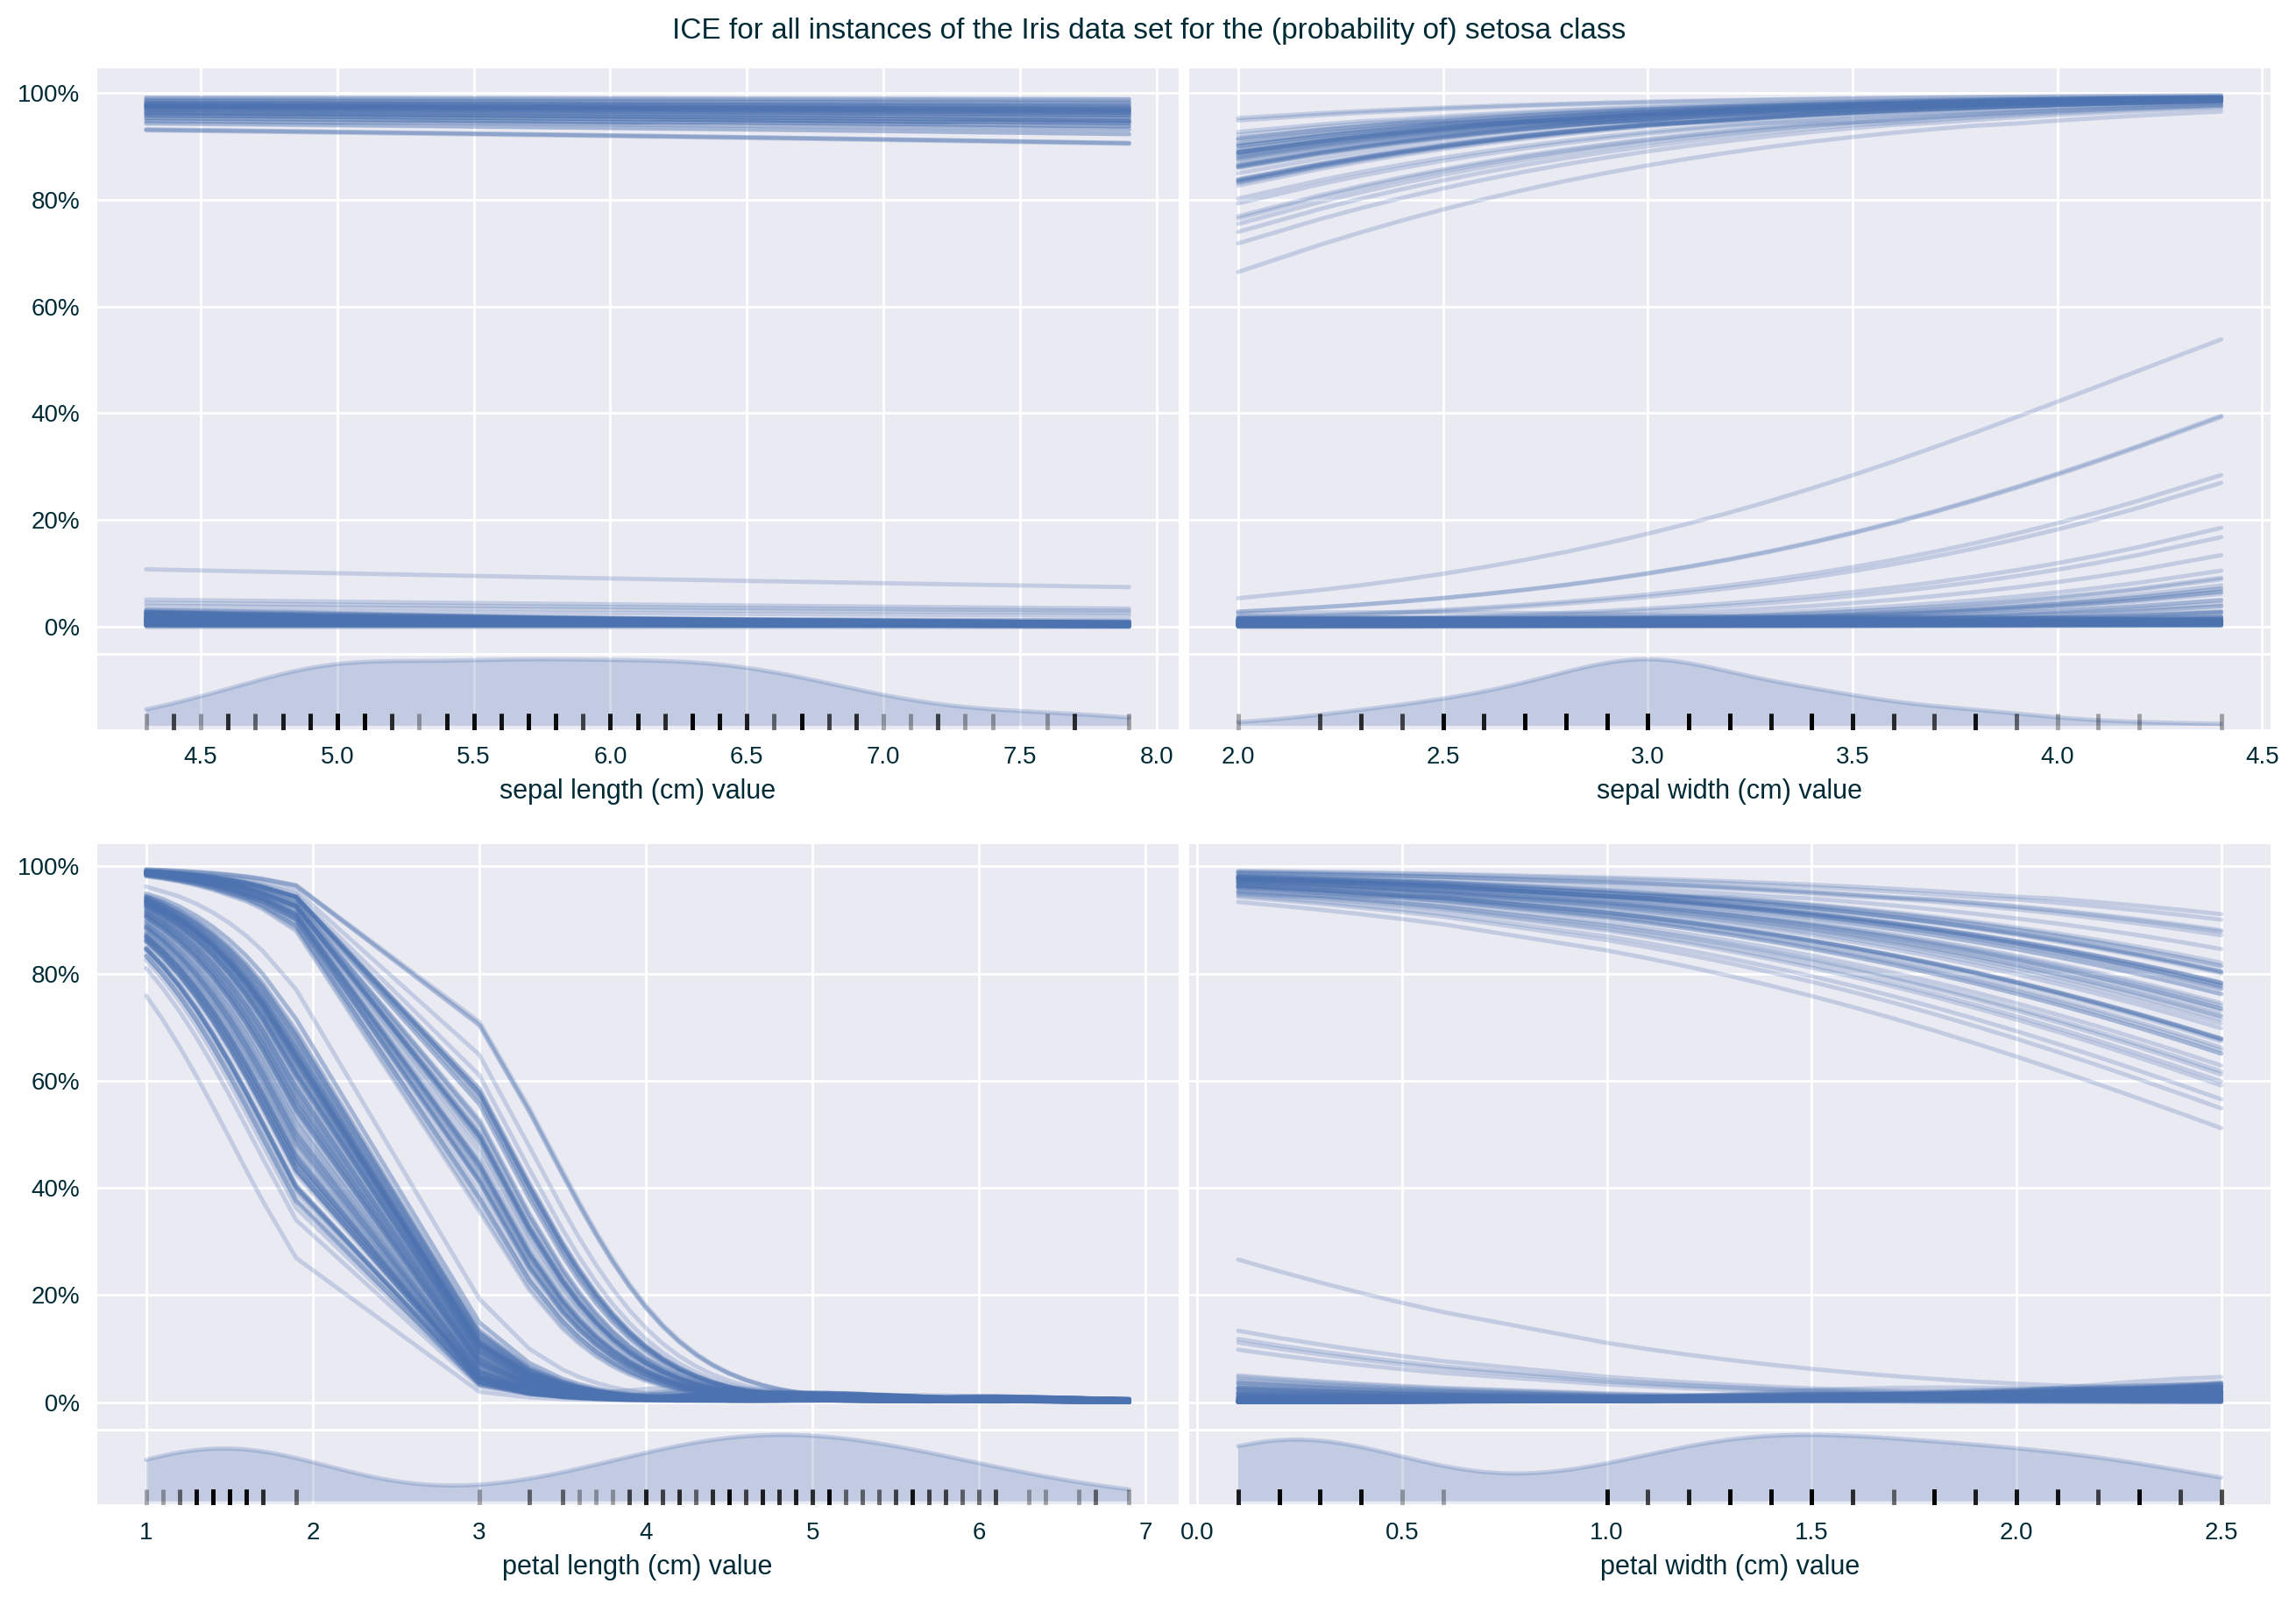 ICE for all instances of the Iris data set for the (probability of) setosa class
100%
80%
60%
40%
20%
0%
4.5 5.0 5.5 6.0 6.5 7.0 7.5 8.0
sepal length (cm) value
2.0 2.5 3.0 3.5 4.0 4.5
sepal width (cm) value
100%
80%
60%
40%
20%
0%
1 2 3 4 5 6 7
petal length (cm) value
0.0 0.5 1.0 1.5 2.0 2.5
petal width (cm) value